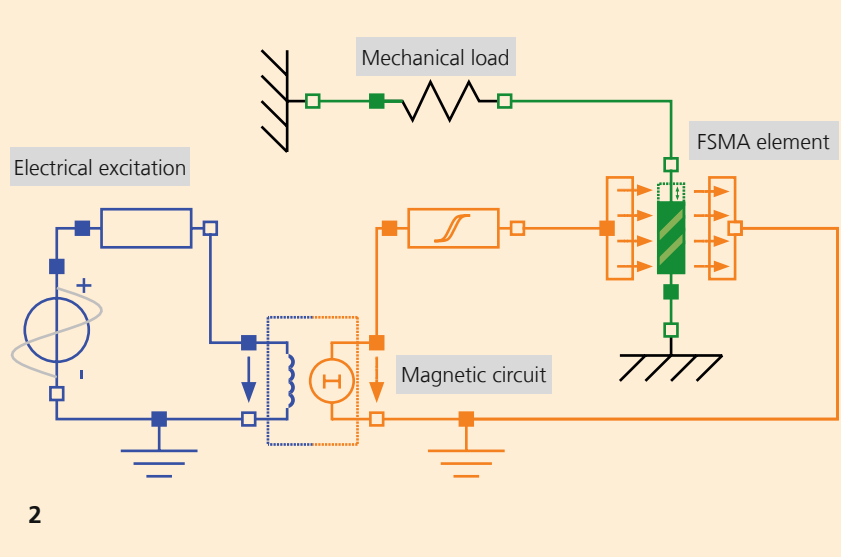 Mechanical load
FSMA element
Electrical excitation
+
-
H
Magnetic circuit
2